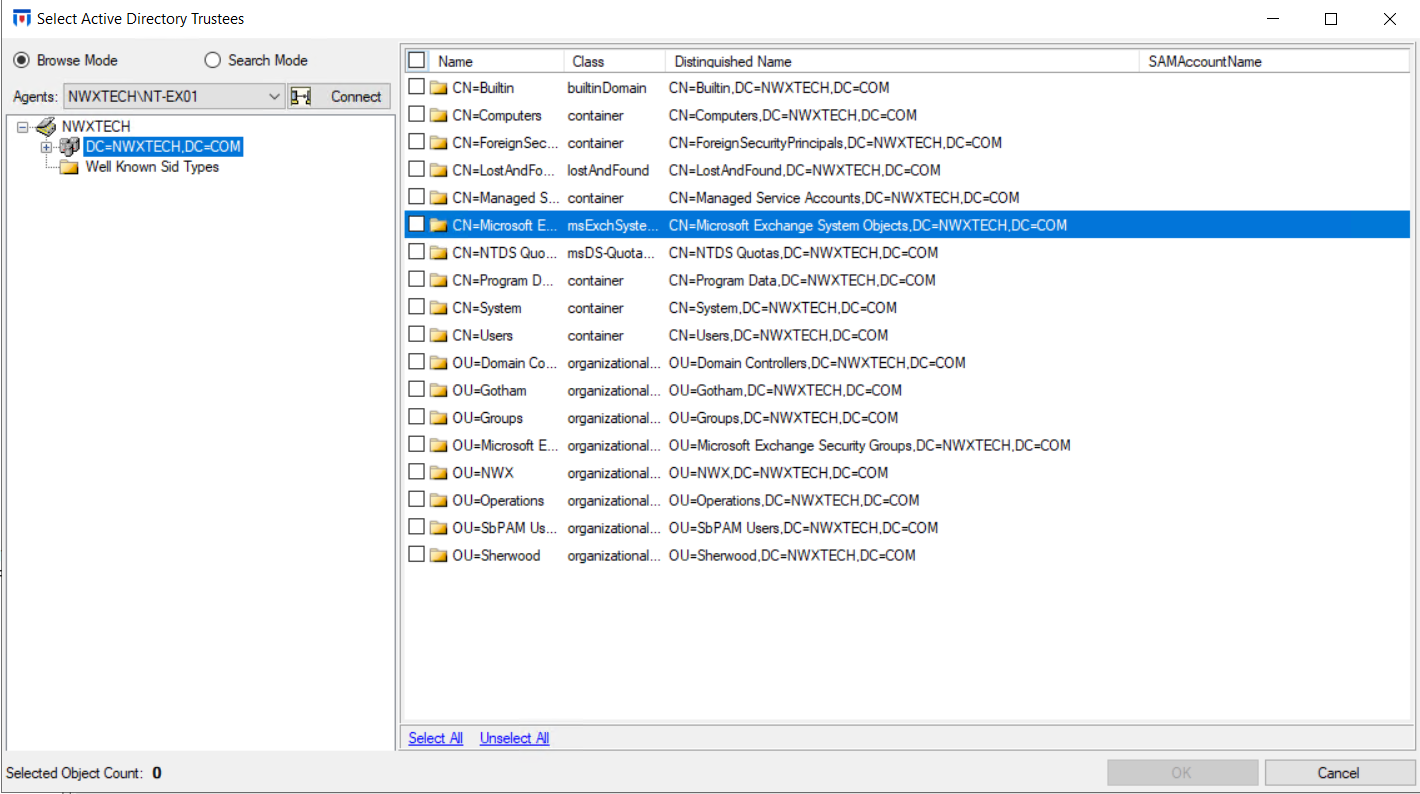 Select Active Directory Trustees
Browse Mode Search Mode
Agents: NWXTECH\NT-EX01 Connect
NWXTECH
DC=NWXTECH,DC=COM
Well Known Sid Types
Name Class Distinguished Name SAMAccountName
CN=Builtin builtinDomain CN=Builtin,DC=NWXTECH,DC=COM
CN=Computers container CN=Computers,DC=NWXTECH,DC=COM
CN=ForeignSec... container CN=ForeignSecurityPrincipals,DC=NWXTECH,DC=COM
CN=LostAndFo... lostAndFound CN=LostAndFound,DC=NWXTECH,DC=COM
CN=Managed S... container CN=Managed Service Accounts,DC=NWXTECH,DC=COM
CN=Microsoft E... msExchSyste... CN=Microsoft Exchange System Objects,DC=NWXTECH,DC=COM
CN=NTDS Quo... msDS-Quota... CN=NTDS Quotas,DC=NWXTECH,DC=COM
CN=Program D... container CN=Program Data,DC=NWXTECH,DC=COM
CN=System container CN=System,DC=NWXTECH,DC=COM
CN=Users container CN=Users,DC=NWXTECH,DC=COM
OU=Domain Co... organizational... OU=Domain Controllers,DC=NWXTECH,DC=COM
OU=Gotham organizational... OU=Gotham,DC=NWXTECH,DC=COM
OU=Groups organizational... OU=Groups,DC=NWXTECH,DC=COM
OU=Microsoft E... organizational... OU=Microsoft Exchange Security Groups,DC=NWXTECH,DC=COM
OU=NWX organizational... OU=NWX,DC=NWXTECH,DC=COM
OU=Operations organizational... OU=Operations,DC=NWXTECH,DC=COM
OU=SbPAM Us... organizational... OU=SbPAM Users,DC=NWXTECH,DC=COM
OU=Sherwood organizational... OU=Sherwood,DC=NWXTECH,DC=COM
Select All Unselect All
Selected Object Count: 0 OK Cancel